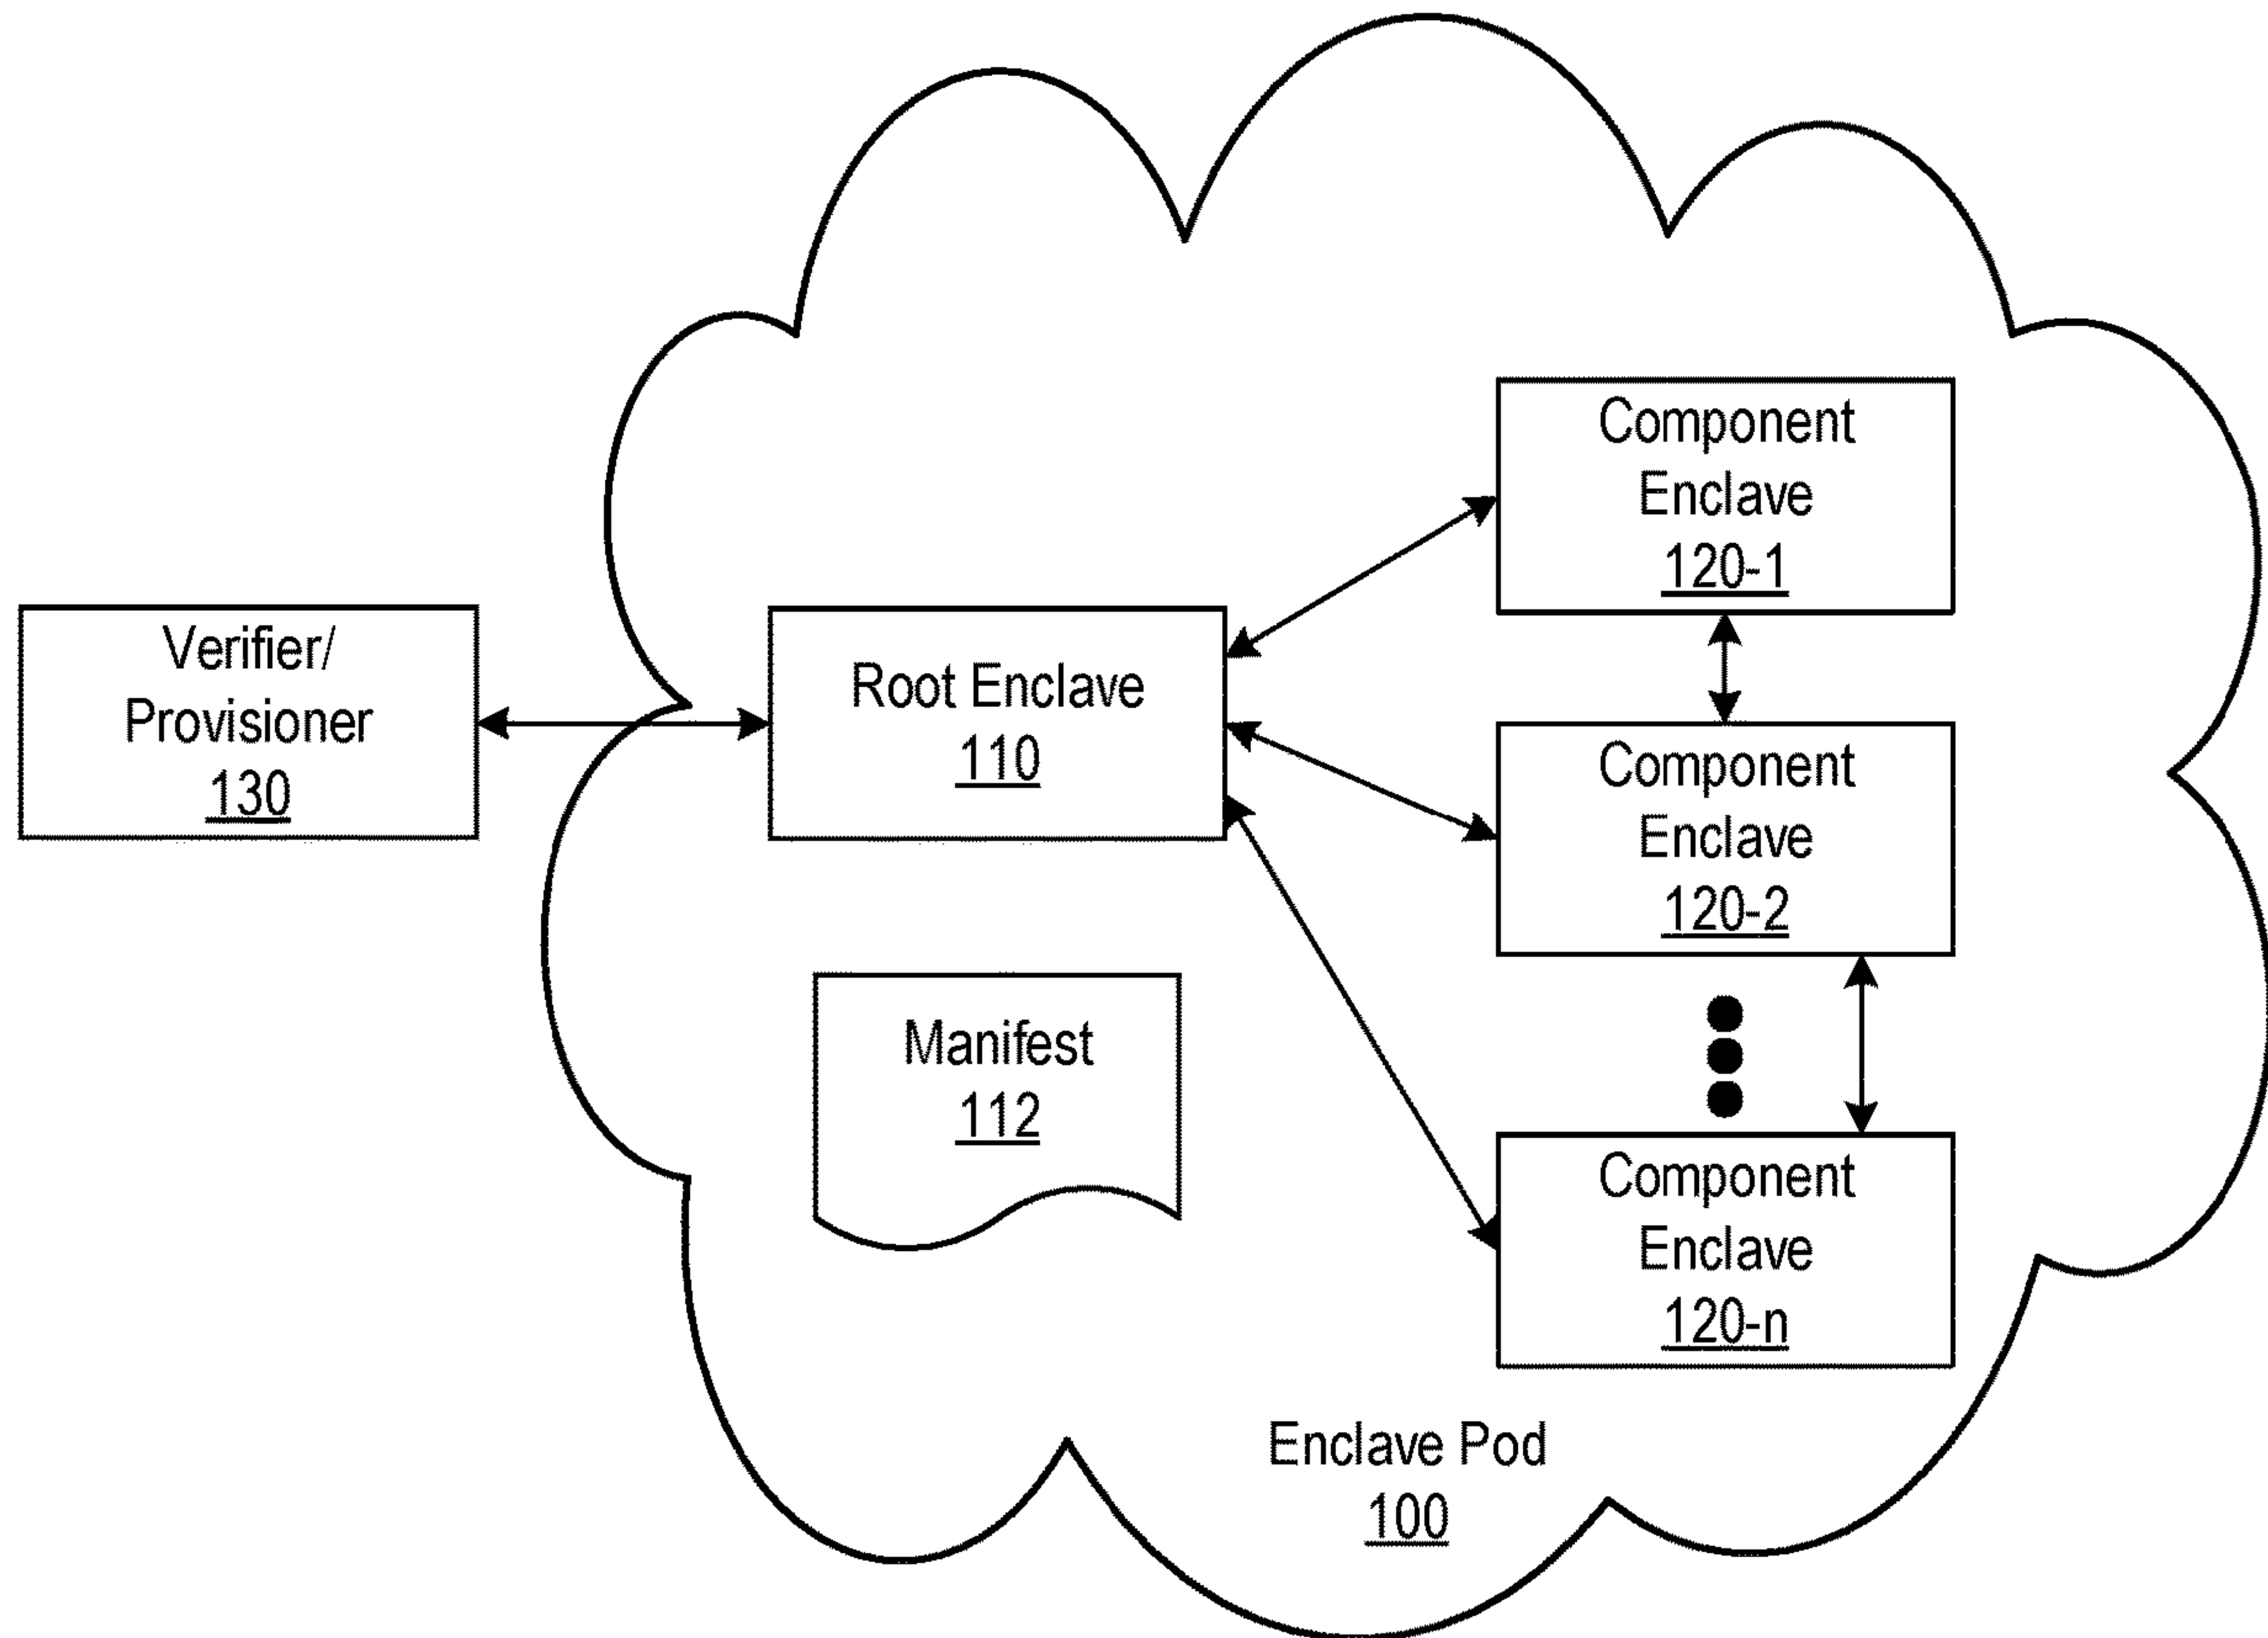 Verifier/
Provisioner
130
Root Enclave
110
Manifest
112
Component
Enclave
120-1
Component
Enclave
120-2
Component
Enclave
120-n
Enclave Pod
100